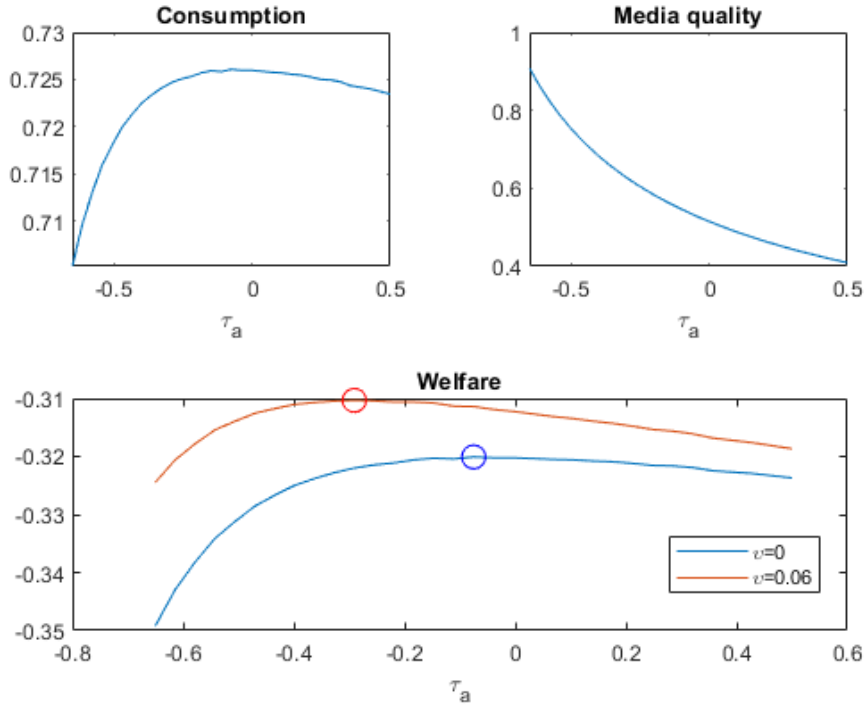 Consumption
0.73
0.725
0.72
0.715
0.71
-0.5 0 0.5
τa
Media quality
1
0.8
0.6
0.4
-0.5 0 0.5
τa
Welfare
-0.31
-0.32
-0.33
-0.34
-0.35
υ=0
υ=0.06
-0.8 -0.6 -0.4 -0.2 0 0.2 0.4 0.6
τa